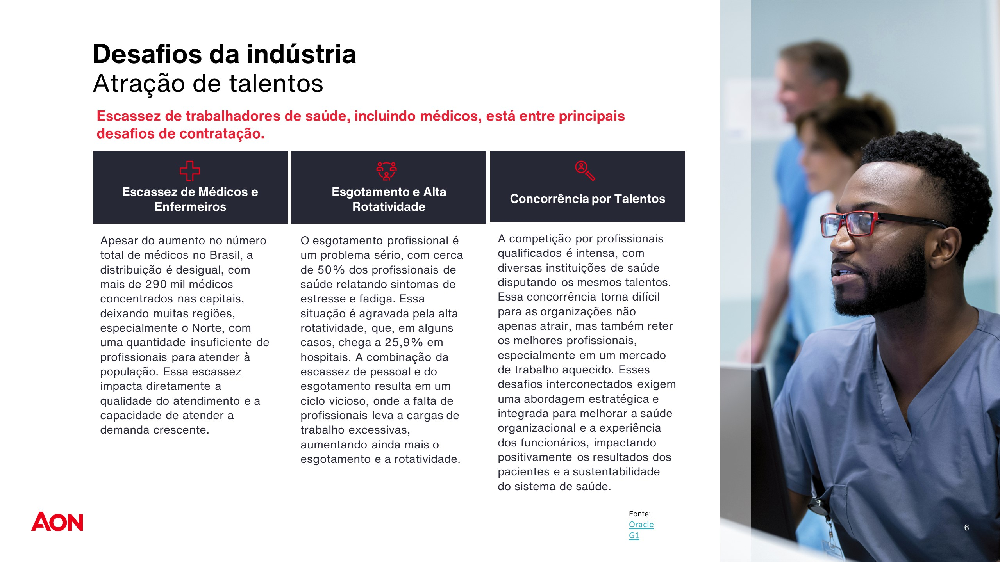 Desafios da indústria
Atração de talentos
Escassez de trabalhadores de saúde, incluindo médicos, está entre principais
desafios de contratação.
Escassez de Médicos e
Enfermeiros
Apesar do aumento no número
total de médicos no Brasil, a
distribuição é desigual, com
mais de 290 mil médicos
concentrados nas capitais,
deixando muitas regiões,
especialmente o Norte, com
uma quantidade insuficiente de
profissionais para atender à
população. Essa escassez
impacta diretamente a
qualidade do atendimento e a
capacidade de atender a
demanda crescente.
Esgotamento e Alta
Rotatividade
O esgotamento profissional é
um problema sério, com cerca
de 50% dos profissionais de
saúde relatando sintomas de
estresse e fadiga. Essa
situação é agravada pela alta
rotatividade, que, em alguns
casos, chega a 25,9% em
hospitais. A combinação da
escassez de pessoal e do
esgotamento resulta em um
ciclo vicioso, onde a falta de
profissionais leva a cargas de
trabalho excessivas,
aumentando ainda mais o
esgotamento e a rotatividade.
Concorrência por Talentos
A competição por profissionais
qualificados é intensa, com
diversas instituições de saúde
disputando os mesmos talentos.
Essa concorrência torna difícil
para as organizações não
apenas atrair, mas também reter
os melhores profissionais,
especialmente em um mercado
de trabalho aquecido. Esses
desafios interconectados exigem
uma abordagem estratégica e
integrada para melhorar a saúde
organizacional e a experiência
dos funcionários, impactando
positivamente os resultados dos
pacientes e a sustentabilidade
do sistema de saúde.
Fonte:
Oracle
G1
AON
6